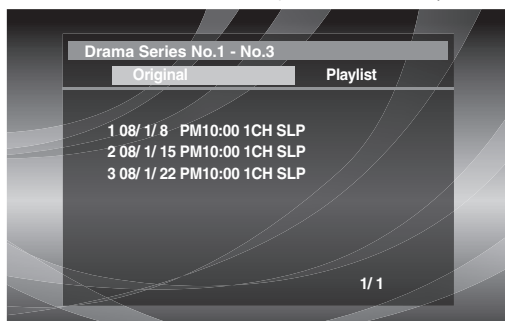 Drama Series No.1 - No.3
Original Playlist
1 08/ 1/ 8 PM10:00 1CH SLP
2 08/ 1/ 15 PM10:00 1CH SLP
3 08/ 1/ 22 PM10:00 1CH SLP
1/ 1